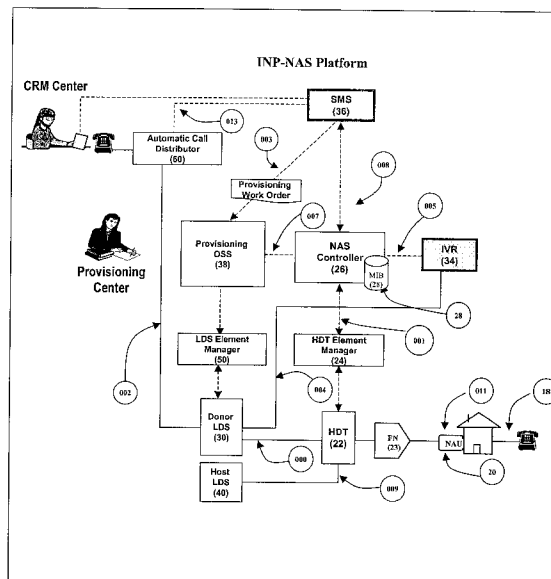 INP-NAS Platform
CRM Center
SMS
(36)
013
Automatic Call
Distributor
(60)
003
008
Provisioning
Work Order
007
005
Provisioning
OSS
(38)
NAS
Controller
(26)
MIB
(28)
IVR
(34)
Provisioning
Center
28
001
LDS Element
Manager
(50)
HDT Element
Manager
(24)
002
004
011
18
Donor
LDS
(30)
HDT
(22)
FN
(23)
NAU
000
20
Host
LDS
(40)
009